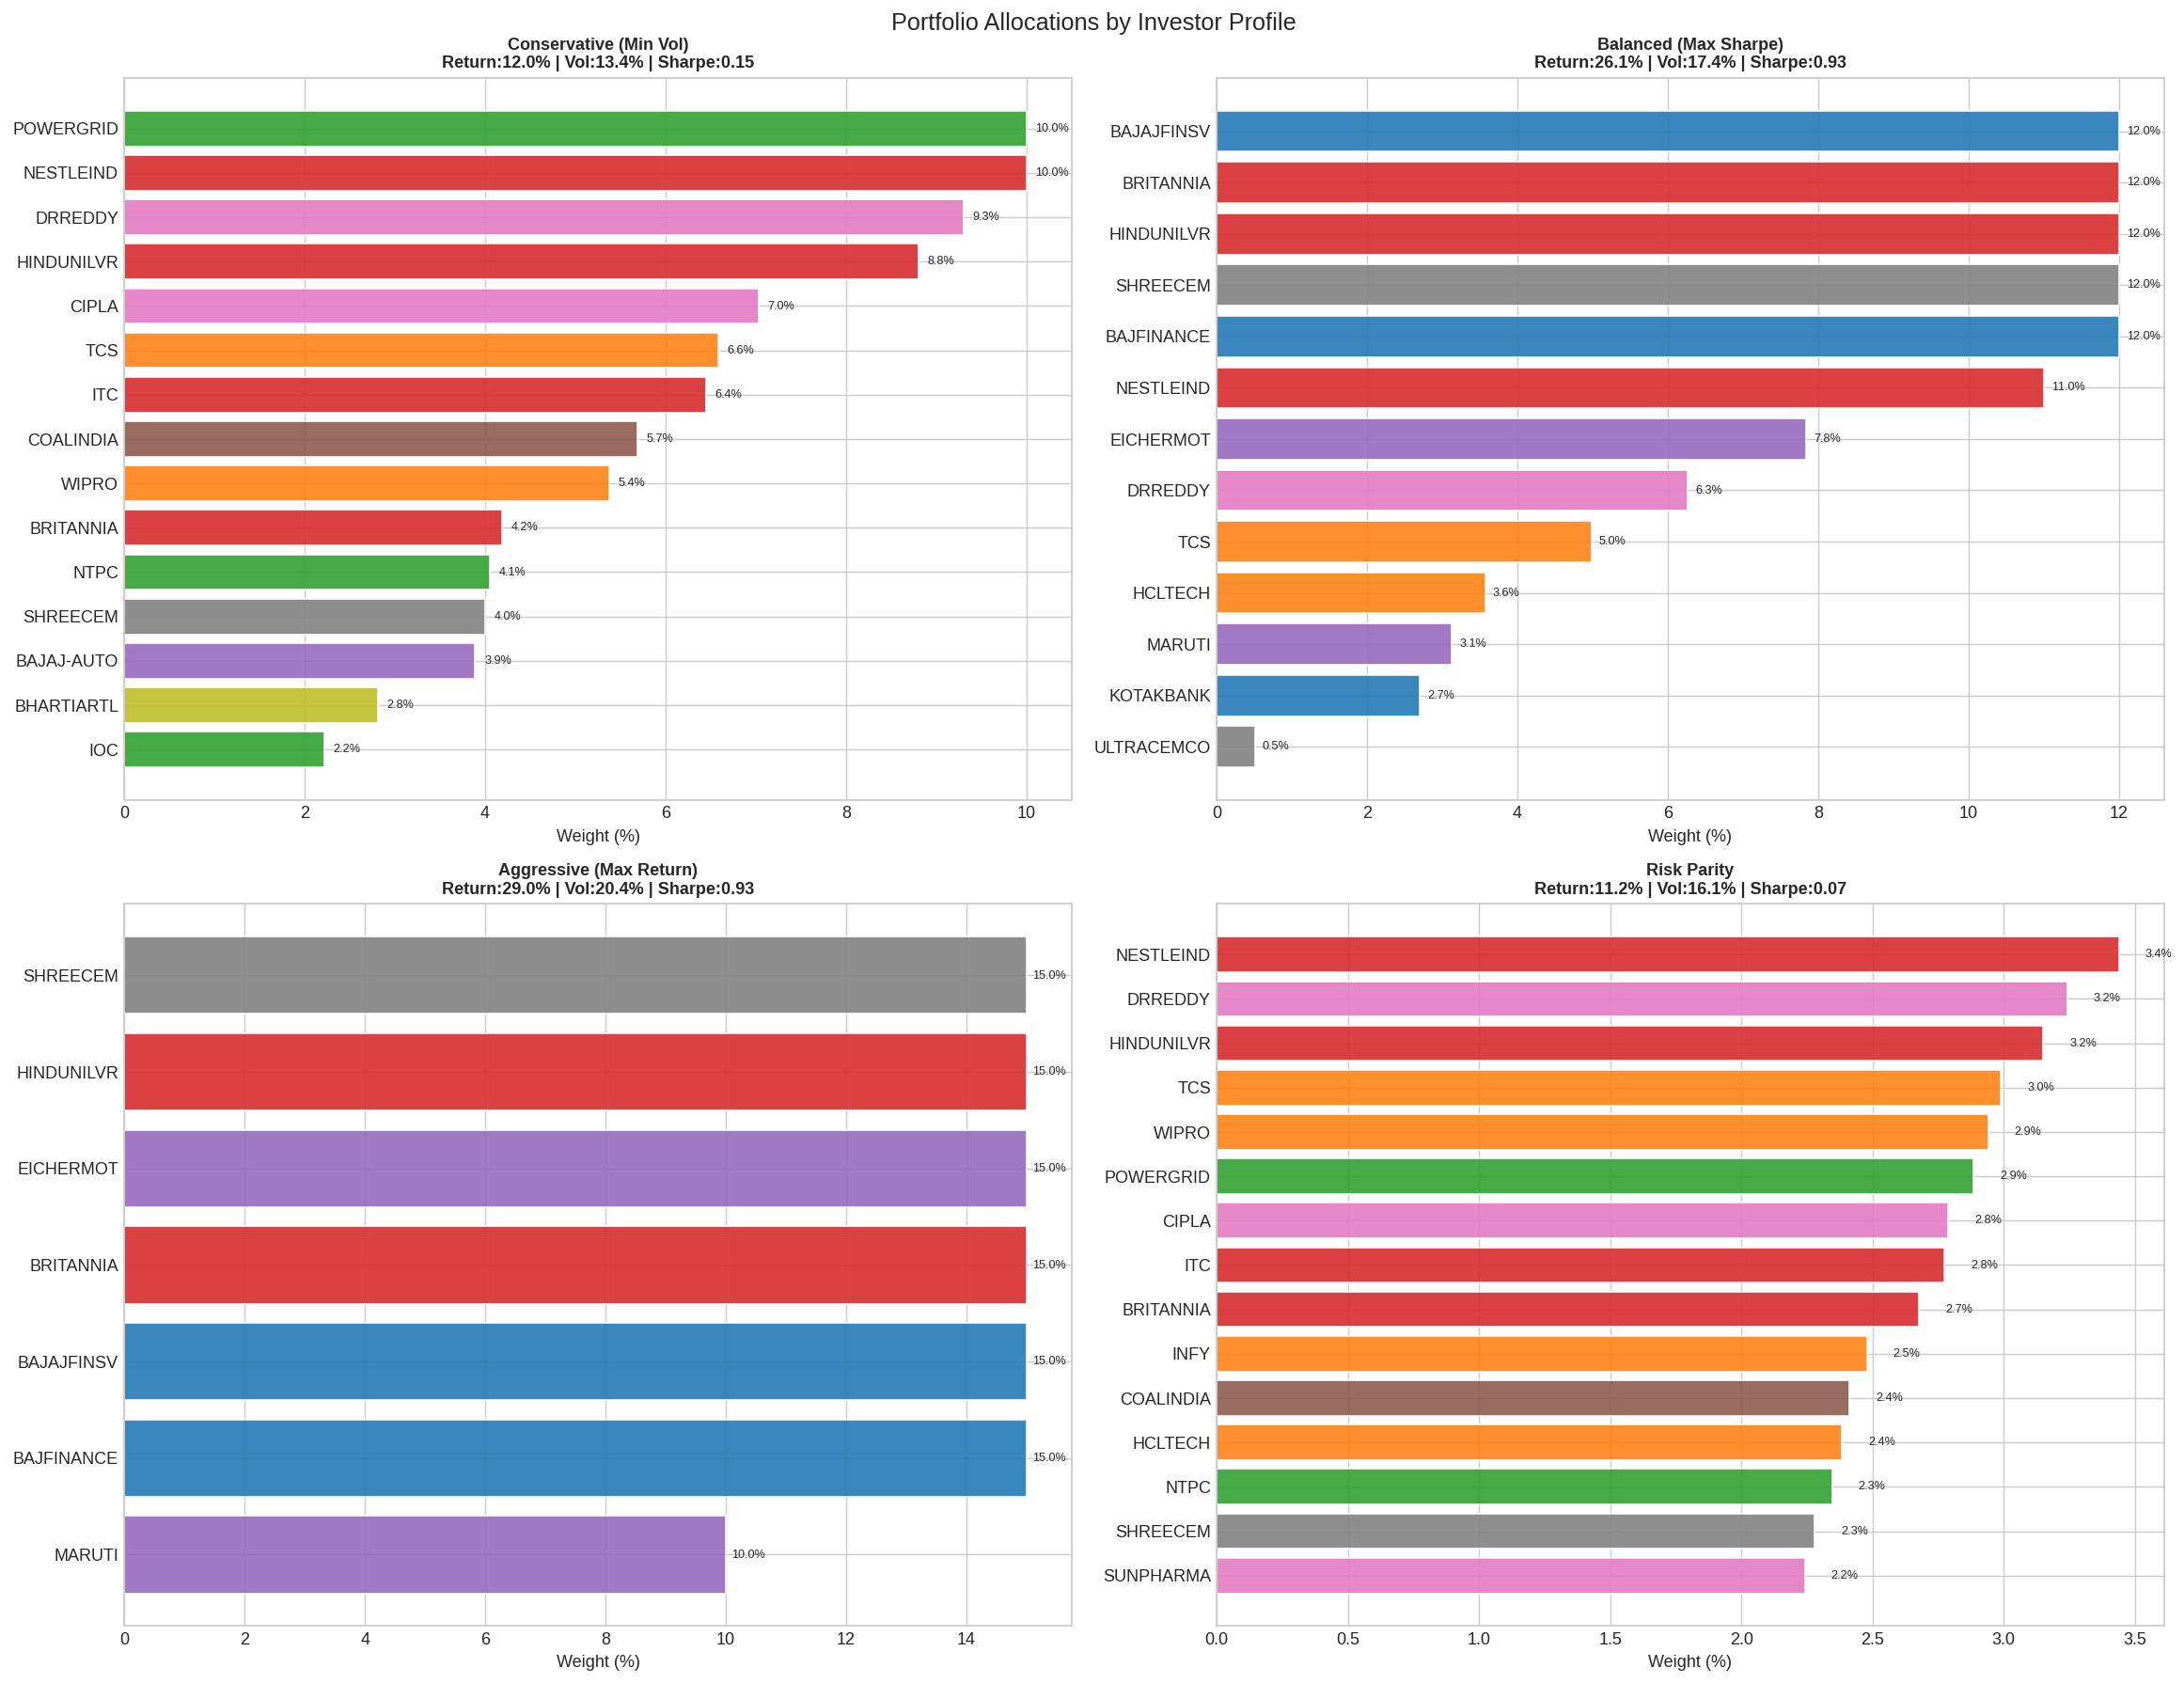 Portfolio Allocations by Investor Profile
Conservative (Min Vol)
Return:12.0% | Vol:13.4% | Sharpe:0.15
POWERGRID 10.0%
NESTLEIND 10.0%
DRREDDY 9.3%
HINDUNILVR 8.8%
CIPLA 7.0%
TCS 6.6%
ITC 6.4%
COALINDIA 5.7%
WIPRO 5.4%
BRITANNIA 4.2%
NTPC 4.1%
SHREECEM 4.0%
BAJAJ-AUTO 3.9%
BHARTIARTL 2.8%
IOC 2.2%
0 2 4 6 8 10
Weight (%)
Balanced (Max Sharpe)
Return:26.1% | Vol:17.4% | Sharpe:0.93
BAJAJFINSV 12.0%
BRITANNIA 12.0%
HINDUNILVR 12.0%
SHREECEM 12.0%
BAJFINANCE 12.0%
NESTLEIND 11.0%
EICHERMOT 7.8%
DRREDDY 6.3%
TCS 5.0%
HCLTECH 3.6%
MARUTI 3.1%
KOTAKBANK 2.7%
ULTRACEMCO 0.5%
0 2 4 6 8 10 12
Weight (%)
Aggressive (Max Return)
Return:29.0% | Vol:20.4% | Sharpe:0.93
SHREECEM 15.0%
HINDUNILVR 15.0%
EICHERMOT 15.0%
BRITANNIA 15.0%
BAJAJFINSV 15.0%
BAJFINANCE 15.0%
MARUTI 10.0%
0 2 4 6 8 10 12 14
Weight (%)
Risk Parity
Return:11.2% | Vol:16.1% | Sharpe:0.07
NESTLEIND 3.4%
DRREDDY 3.2%
HINDUNILVR 3.2%
TCS 3.0%
WIPRO 2.9%
POWERGRID 2.9%
CIPLA 2.8%
ITC 2.8%
BRITANNIA 2.7%
INFY 2.5%
COALINDIA 2.4%
HCLTECH 2.4%
NTPC 2.3%
SHREECEM 2.3%
SUNPHARMA 2.2%
0.0 0.5 1.0 1.5 2.0 2.5 3.0 3.5
Weight (%)